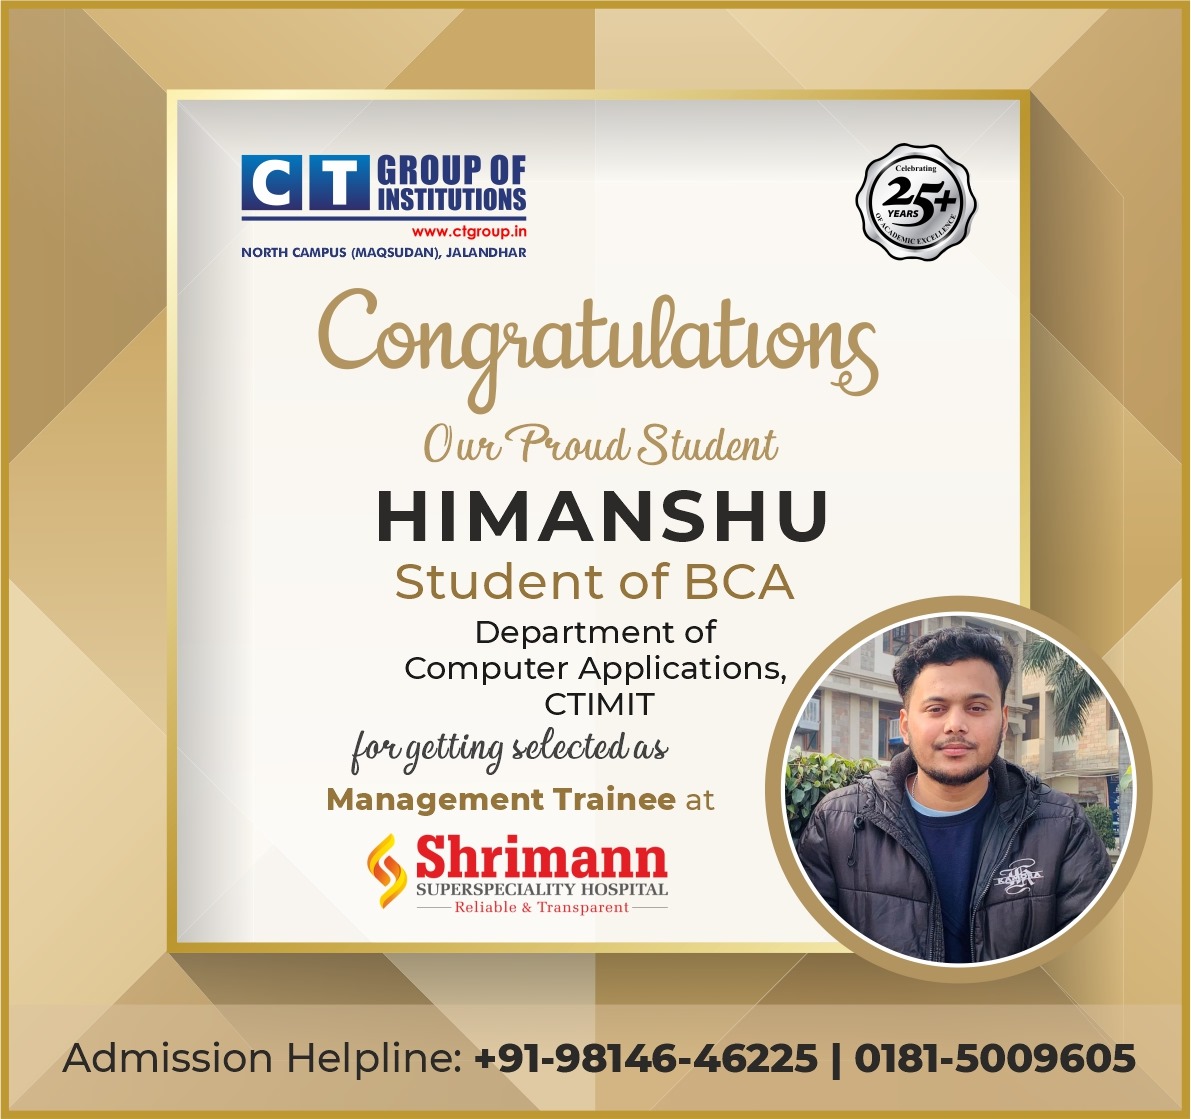 CT GROUP OF
INSTITUTIONS
www.ctgroup.in
NORTH CAMPUS (MAQSUDAN), JALANDHAR
Celebrating
25+
YEARS
OF ACADEMIC EXCELLENCE
Congratulations
Our Proud Student
HIMANSHU
Student of BCA
Department of
Computer Applications,
CTIMIT
for getting selected as
Management Trainee at
Shrimann
SUPERSPECIALITY HOSPITAL
Reliable & Transparent
Admission Helpline: +91-98146-46225 | 0181-5009605